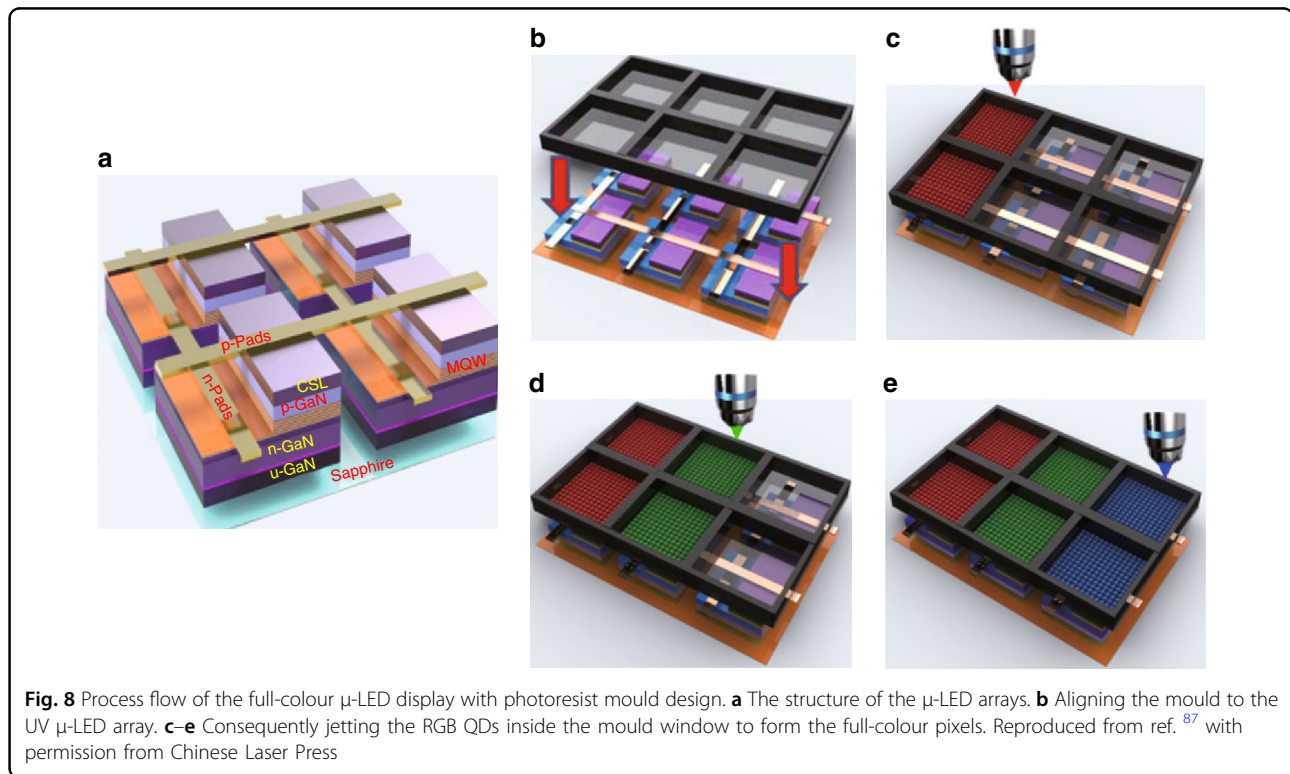 a
p-Pads
n-Pads
MQW
CSL
p-GaN
n-GaN
u-GaN
Sapphire
b
c
d
e
Fig. 8 Process flow of the full-colour μ-LED display with photoresist mould design. a The structure of the μ-LED arrays. b Aligning the mould to the
UV μ-LED array. c–e Consequently jetting the RGB QDs inside the mould window to form the full-colour pixels. Reproduced from ref. 87 with
permission from Chinese Laser Press